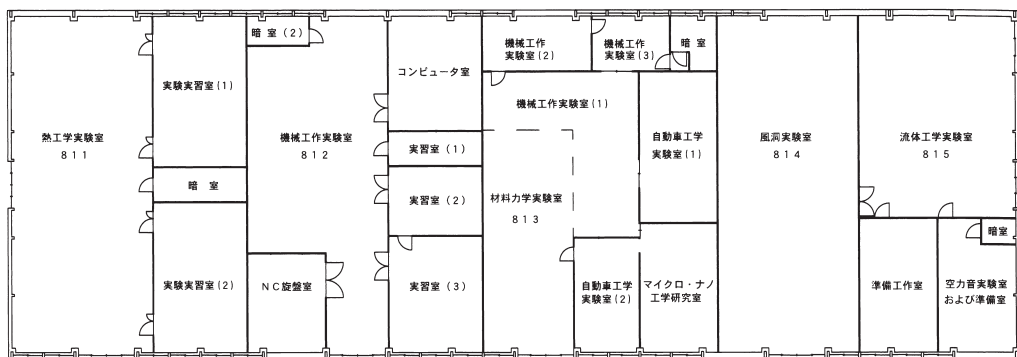 熱工学実験室
811
実験実習室(1)
暗 室
実験実習室(2)
暗 室 (2)
機械工作実験室
812
NC旋盤室
コンピュータ室
実習室(1)
実習室(2)
実習室(3)
機械工作
実験室(2)
機械工作
実験室(3)
暗 室
機械工作実験室(1)
材料力学実験室
813
自動車工学
実験室(1)
自動車工学
実験室(2)
マイクロ・ナノ
工学研究室
風洞実験室
814
流体工学実験室
815
準備工作室
暗室
空力音実験室
および準備室